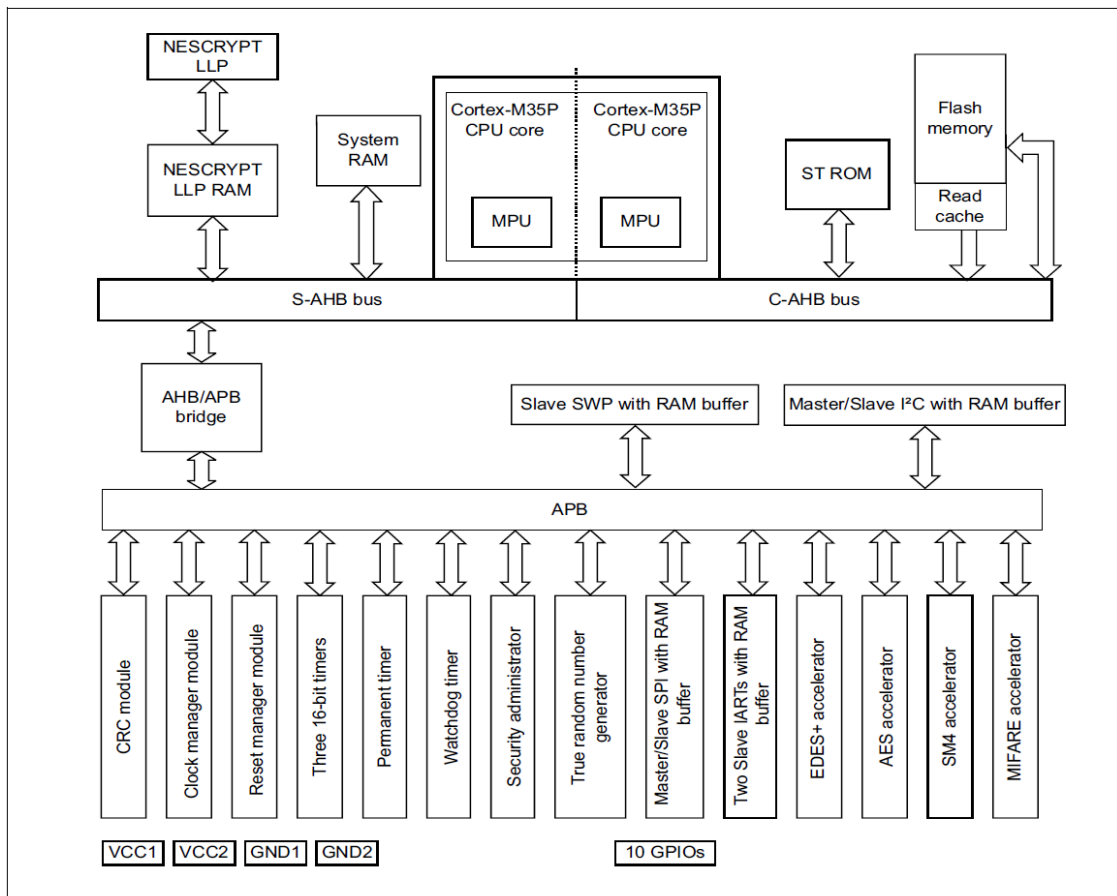 NESCRYPT
LLP
NESCRYPT
LLP RAM
System
RAM
Cortex-M35P
CPU core
MPU
Cortex-M35P
CPU core
MPU
ST ROM
Flash
memory
Read
cache
S-AHB bus
C-AHB bus
AHB/APB
bridge
Slave SWP with RAM buffer
Master/Slave I²C with RAM buffer
APB
CRC module
Clock manager module
Reset manager module
Three 16-bit timers
Permanent timer
Watchdog timer
Security administrator
True random number
generator
Master/Slave SPI with RAM
buffer
Two Slave IARTs with RAM
buffer
EDES+ accelerator
AES accelerator
SM4 accelerator
MIFARE accelerator
VCC1
VCC2
GND1
GND2
10 GPIOs